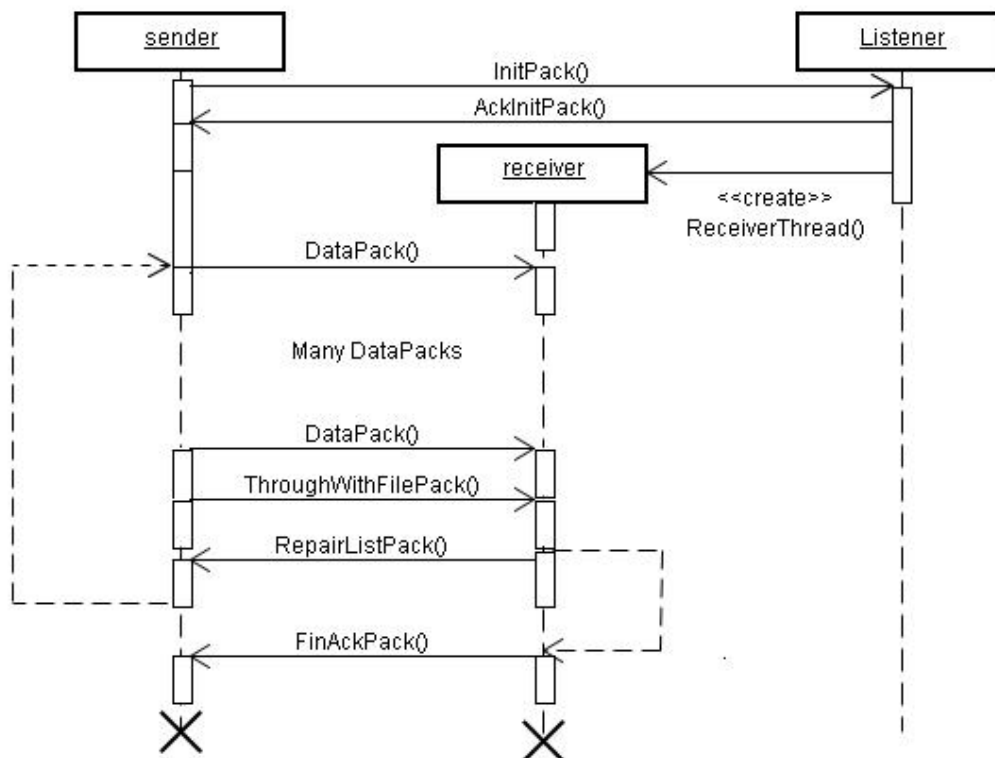 sender
Listener
InitPack()
AckInitPack()
receiver
<<create>>
ReceiverThread()
DataPack()
Many DataPacks
DataPack()
ThroughWithFilePack()
RepairListPack()
FinAckPack()